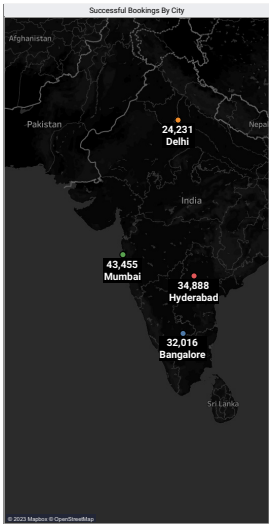 Successful Bookings By City
Afghanistan
Pakistan
Nepal
24,231
Delhi
India
43,455
Mumbai
34,888
Hyderabad
32,016
Bangalore
Sri Lanka
© 2023 Mapbox © OpenStreetMap